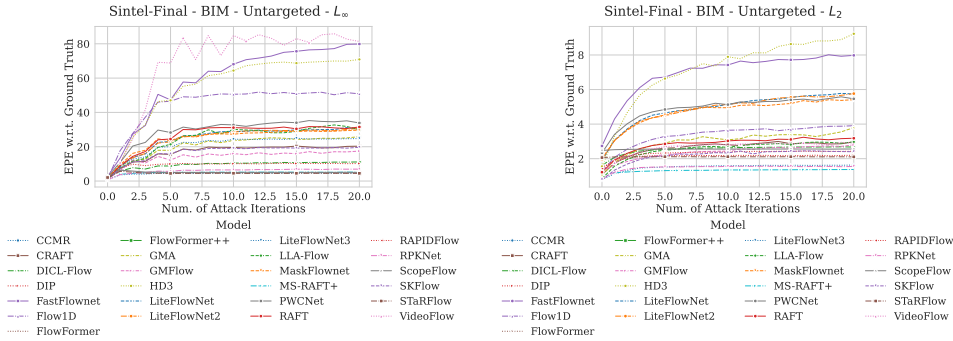 Sintel-Final - BIM - Untargeted - L∞
EPE w.r.t. Ground Truth
80
60
40
20
0
0.0 2.5 5.0 7.5 10.0 12.5 15.0 17.5 20.0
Num. of Attack Iterations
Model
CCMR FlowFormer++ LiteFlowNet3 RAPIDFlow
CRAFT GMA LLA-Flow RPKNet
DICL-Flow GMFlow MaskFlownet ScopeFlow
DIP HD3 MS-RAFT+ SKFlow
FastFlownet LiteFlowNet PWCNet STaRFlow
Flow1D LiteFlowNet2 RAFT VideoFlow
FlowFormer
Sintel-Final - BIM - Untargeted - L2
EPE w.r.t. Ground Truth
8
6
4
2
0.0 2.5 5.0 7.5 10.0 12.5 15.0 17.5 20.0
Num. of Attack Iterations
Model
CCMR FlowFormer++ LiteFlowNet3 RAPIDFlow
CRAFT GMA LLA-Flow RPKNet
DICL-Flow GMFlow MaskFlownet ScopeFlow
DIP HD3 MS-RAFT+ SKFlow
FastFlownet LiteFlowNet PWCNet STaRFlow
Flow1D LiteFlowNet2 RAFT VideoFlow
FlowFormer